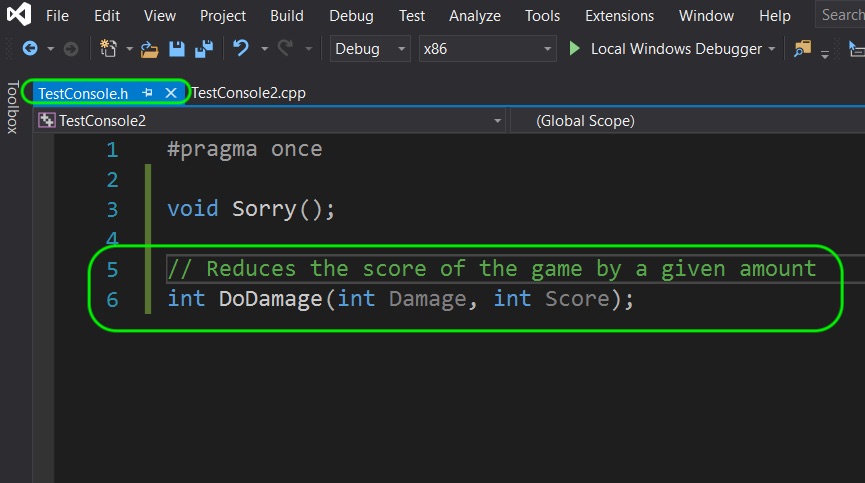 File Edit View Project Build Debug Test Analyze Tools Extensions Window Help Search
Debug x86 Local Windows Debugger
Toolbox
TestConsole.h TestConsole2.cpp
TestConsole2 (Global Scope)
1 #pragma once
2
3 void Sorry();
4
5 // Reduces the score of the game by a given amount
6 int DoDamage(int Damage, int Score);